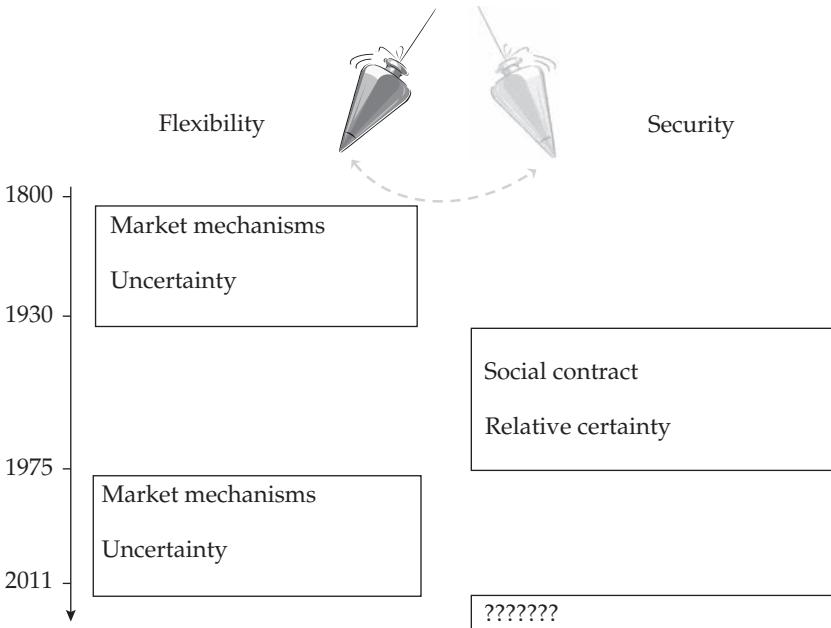 Flexibility
Security
1800
Market mechanisms
Uncertainty
1930
Social contract
Relative certainty
1975
Market mechanisms
Uncertainty
2011
???????